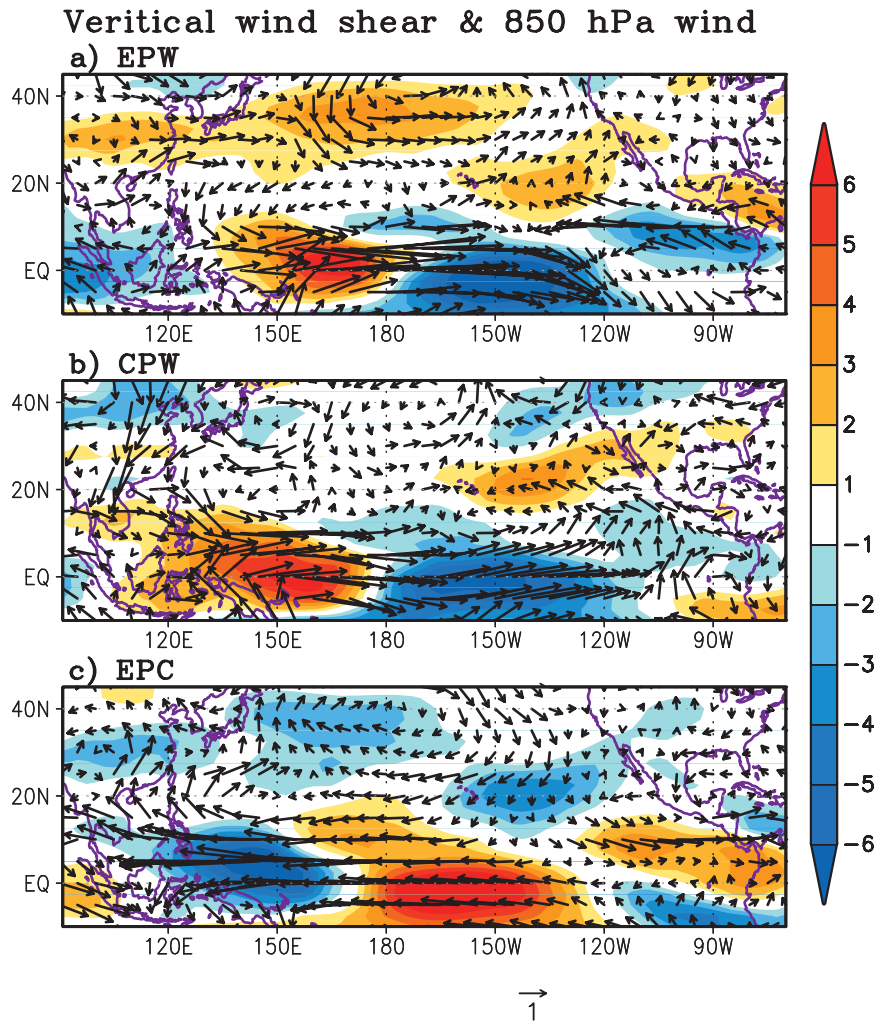 Veritical wind shear & 850 hPa wind
a) EPW
40N
20N
EQ
120E 150E 180 150W 120W 90W
b) CPW
40N
20N
EQ
120E 150E 180 150W 120W 90W
c) EPC
40N
20N
EQ
120E 150E 180 150W 120W 90W
6
5
4
3
2
1
-1
-2
-3
-4
-5
-6
1